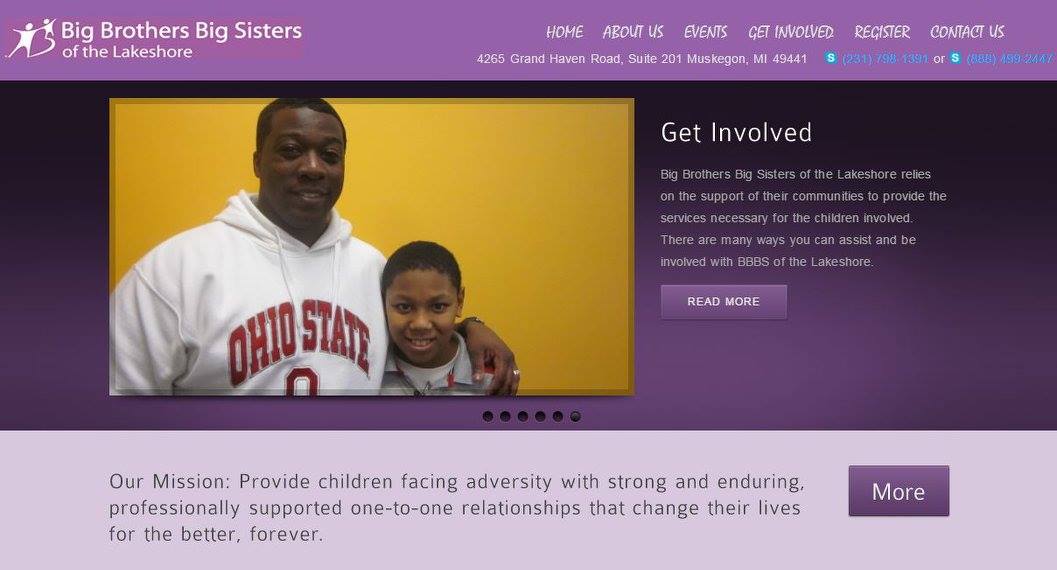 Big Brothers Big Sisters
of the Lakeshore
HOME ABOUT US EVENTS GET INVOLVED REGISTER CONTACT US
4265 Grand Haven Road, Suite 201 Muskegon, MI 49441 S (231) 798-1391 or S (888) 499-2447
OHIO STATE
O
Get Involved
Big Brothers Big Sisters of the Lakeshore relies
on the support of their communities to provide the
services necessary for the children involved.
There are many ways you can assist and be
involved with BBBS of the Lakeshore.
READ MORE
Our Mission: Provide children facing adversity with strong and enduring,
professionally supported one-to-one relationships that change their lives
for the better, forever.
More